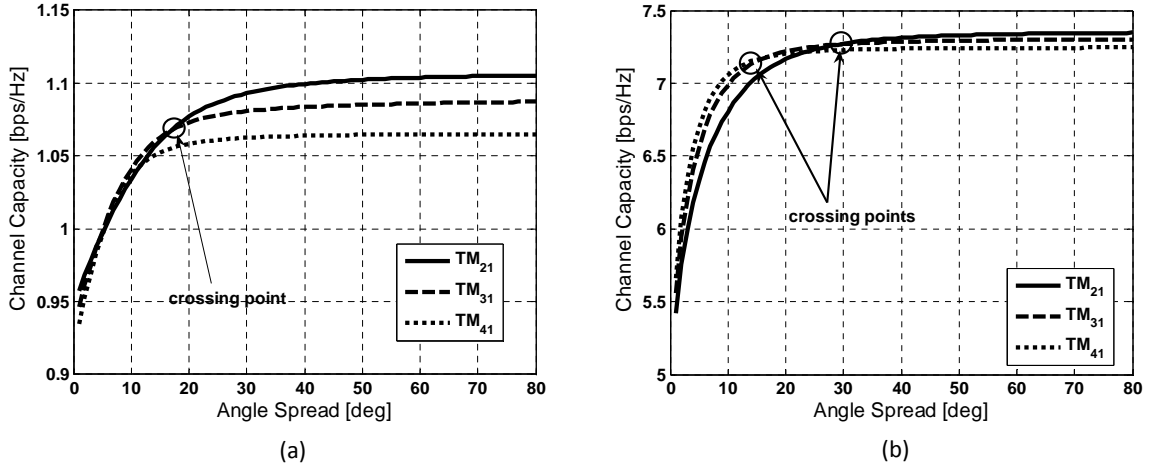 1.15
1.1
1.05
1
0.95
0.9
Channel Capacity [bps/Hz]
crossing point
TM21
TM31
TM41
0 10 20 30 40 50 60 70 80
Angle Spread [deg]
(a)
7.5
7
6.5
6
5.5
5
Channel Capacity [bps/Hz]
crossing points
TM21
TM31
TM41
0 10 20 30 40 50 60 70 80
Angle Spread [deg]
(b)